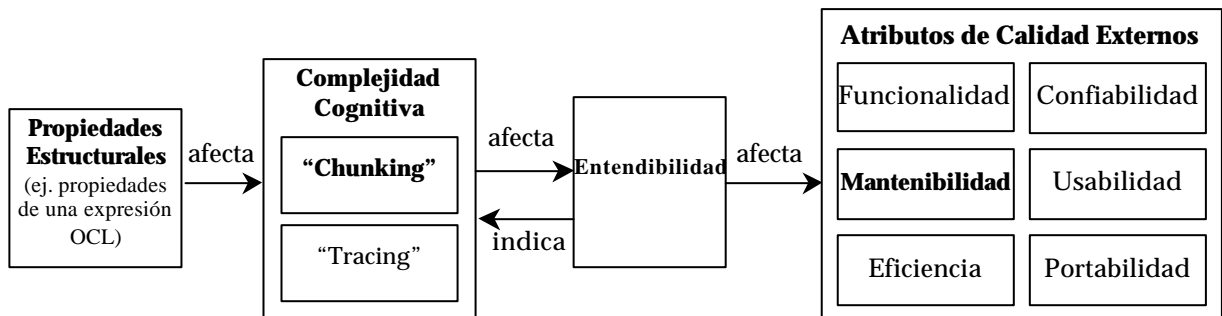 Propiedades
Estructurales
(ej. propiedades
de una expresión
OCL)
afecta
Complejidad
Cognitiva
“Chunking”
“Tracing”
afecta
indica
Entendibilidad
afecta
Atributos de Calidad Externos
Funcionalidad
Confiabilidad
Mantenibilidad
Usabilidad
Eficiencia
Portabilidad